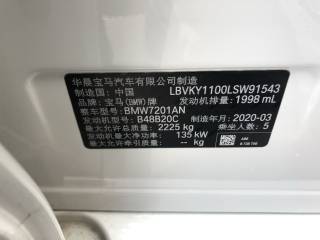 华晨宝马汽车有限公司制造
制造国：中国 LBVKY1100LSW91543
品牌：宝马(BMW)牌 发动机排量：1998 mL
整车型号：BMW7201AN
发动机型号：B48B20C 制造年月：2020-03
最大允许总质量：2225 kg 乘坐人数：5
发动机最大净功率：135 kW
最大允许牵引质量：-- kg